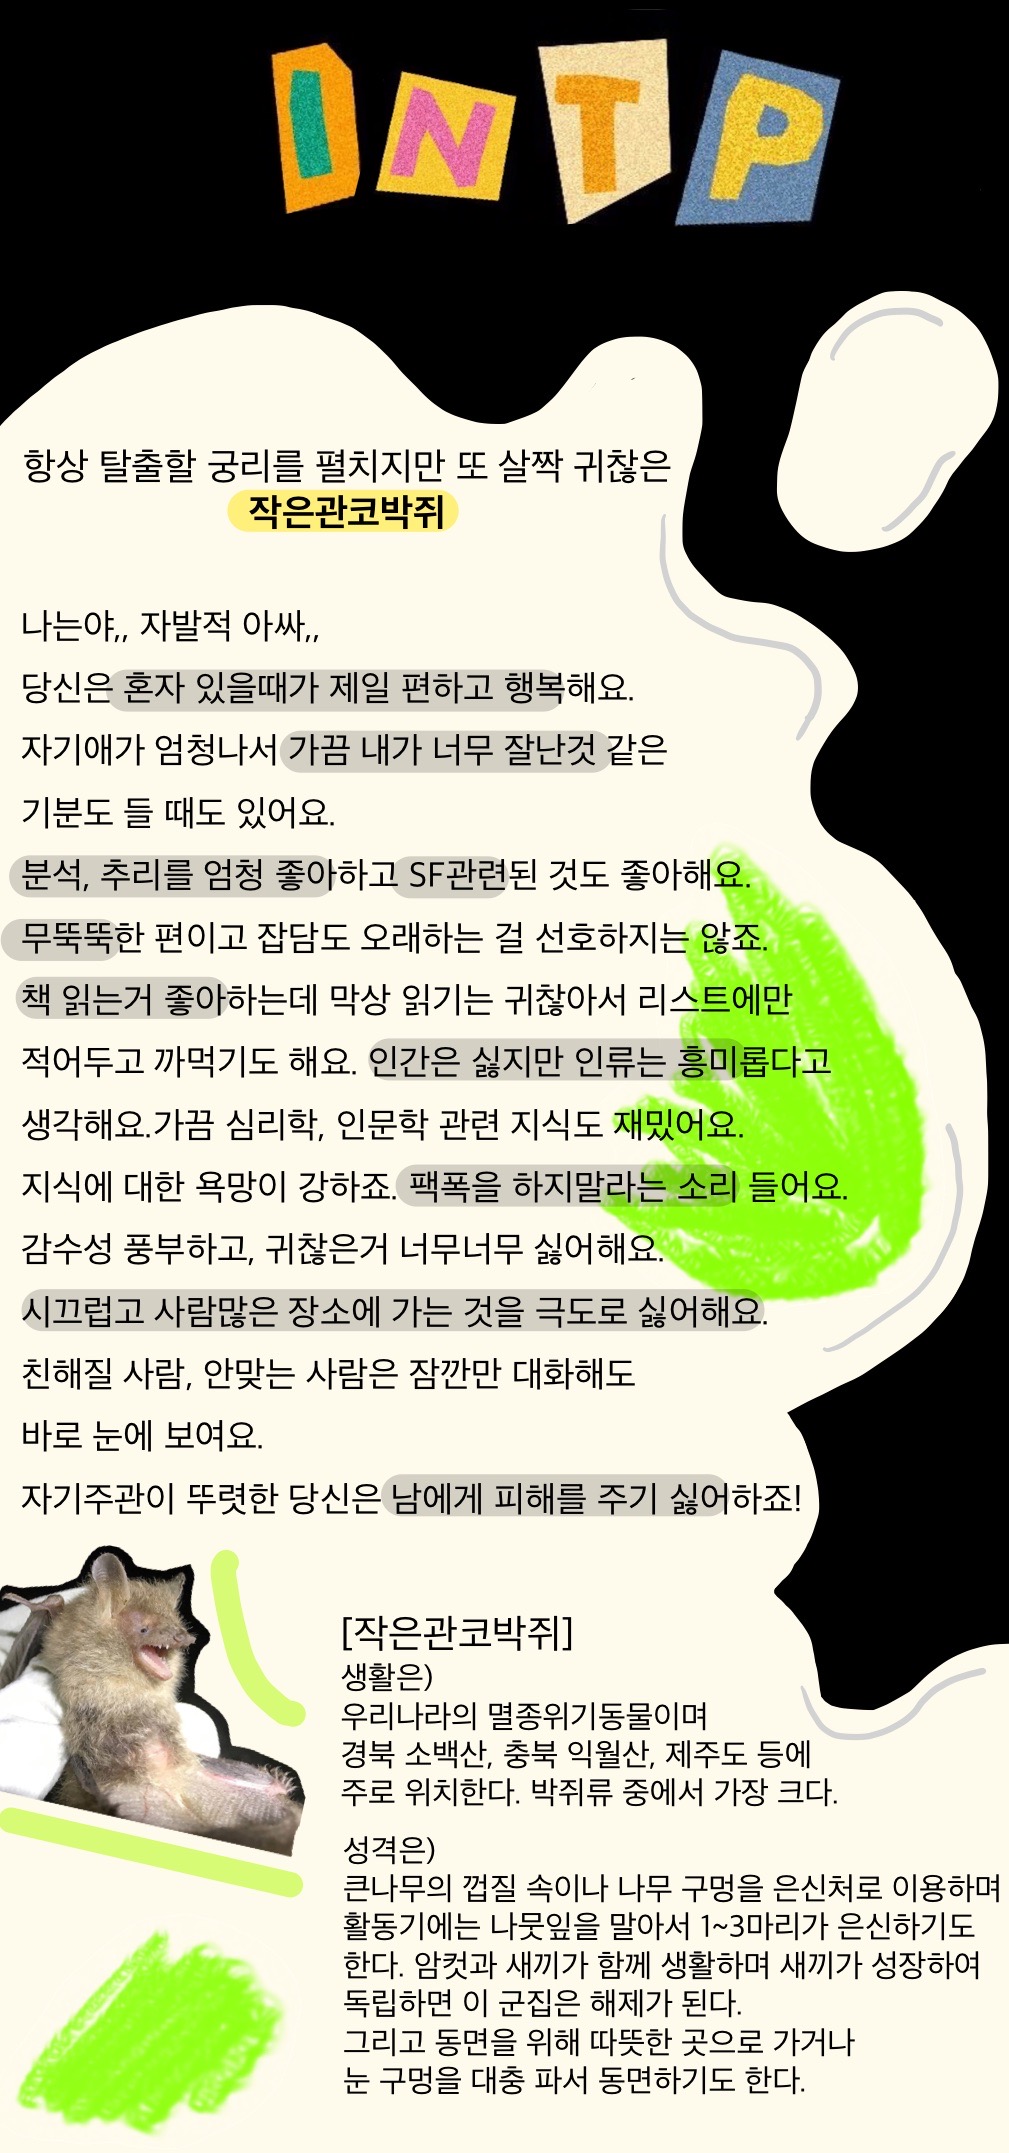 INTP
항상 탈출할 궁리를 펼치지만 또 살짝 귀찮은
작은관코박쥐
나는야,, 자발적 아싸,,
당신은 혼자 있을때가 제일 편하고 행복해요.
자기애가 엄청나서 가끔 내가 너무 잘난것 같은
기분도 들 때도 있어요.
분석, 추리를 엄청 좋아하고 SF관련된 것도 좋아해요.
무뚝뚝한 편이고 잡담도 오래하는 걸 선호하지는 않죠.
책 읽는거 좋아하는데 막상 읽기는 귀찮아서 리스트에만
적어두고 까먹기도 해요. 인간은 싫지만 인류는 흥미롭다고
생각해요.가끔 심리학, 인문학 관련 지식도 재밌어요.
지식에 대한 욕망이 강하죠. 팩폭을 하지말라는 소리 들어요.
감수성 풍부하고, 귀찮은거 너무너무 싫어해요.
시끄럽고 사람많은 장소에 가는 것을 극도로 싫어해요.
친해질 사람, 안맞는 사람은 잠깐만 대화해도
바로 눈에 보여요.
자기주관이 뚜렷한 당신은 남에게 피해를 주기 싫어하죠!
[작은관코박쥐]
생활은)
우리나라의 멸종위기동물이며
경북 소백산, 충북 익월산, 제주도 등에
주로 위치한다. 박쥐류 중에서 가장 크다.
성격은)
큰나무의 껍질 속이나 나무 구멍을 은신처로 이용하며
활동기에는 나뭇잎을 말아서 1~3마리가 은신하기도
한다. 암컷과 새끼가 함께 생활하며 새끼가 성장하여
독립하면 이 군집은 해제가 된다.
그리고 동면을 위해 따뜻한 곳으로 가거나
눈 구멍을 대충 파서 동면하기도 한다.